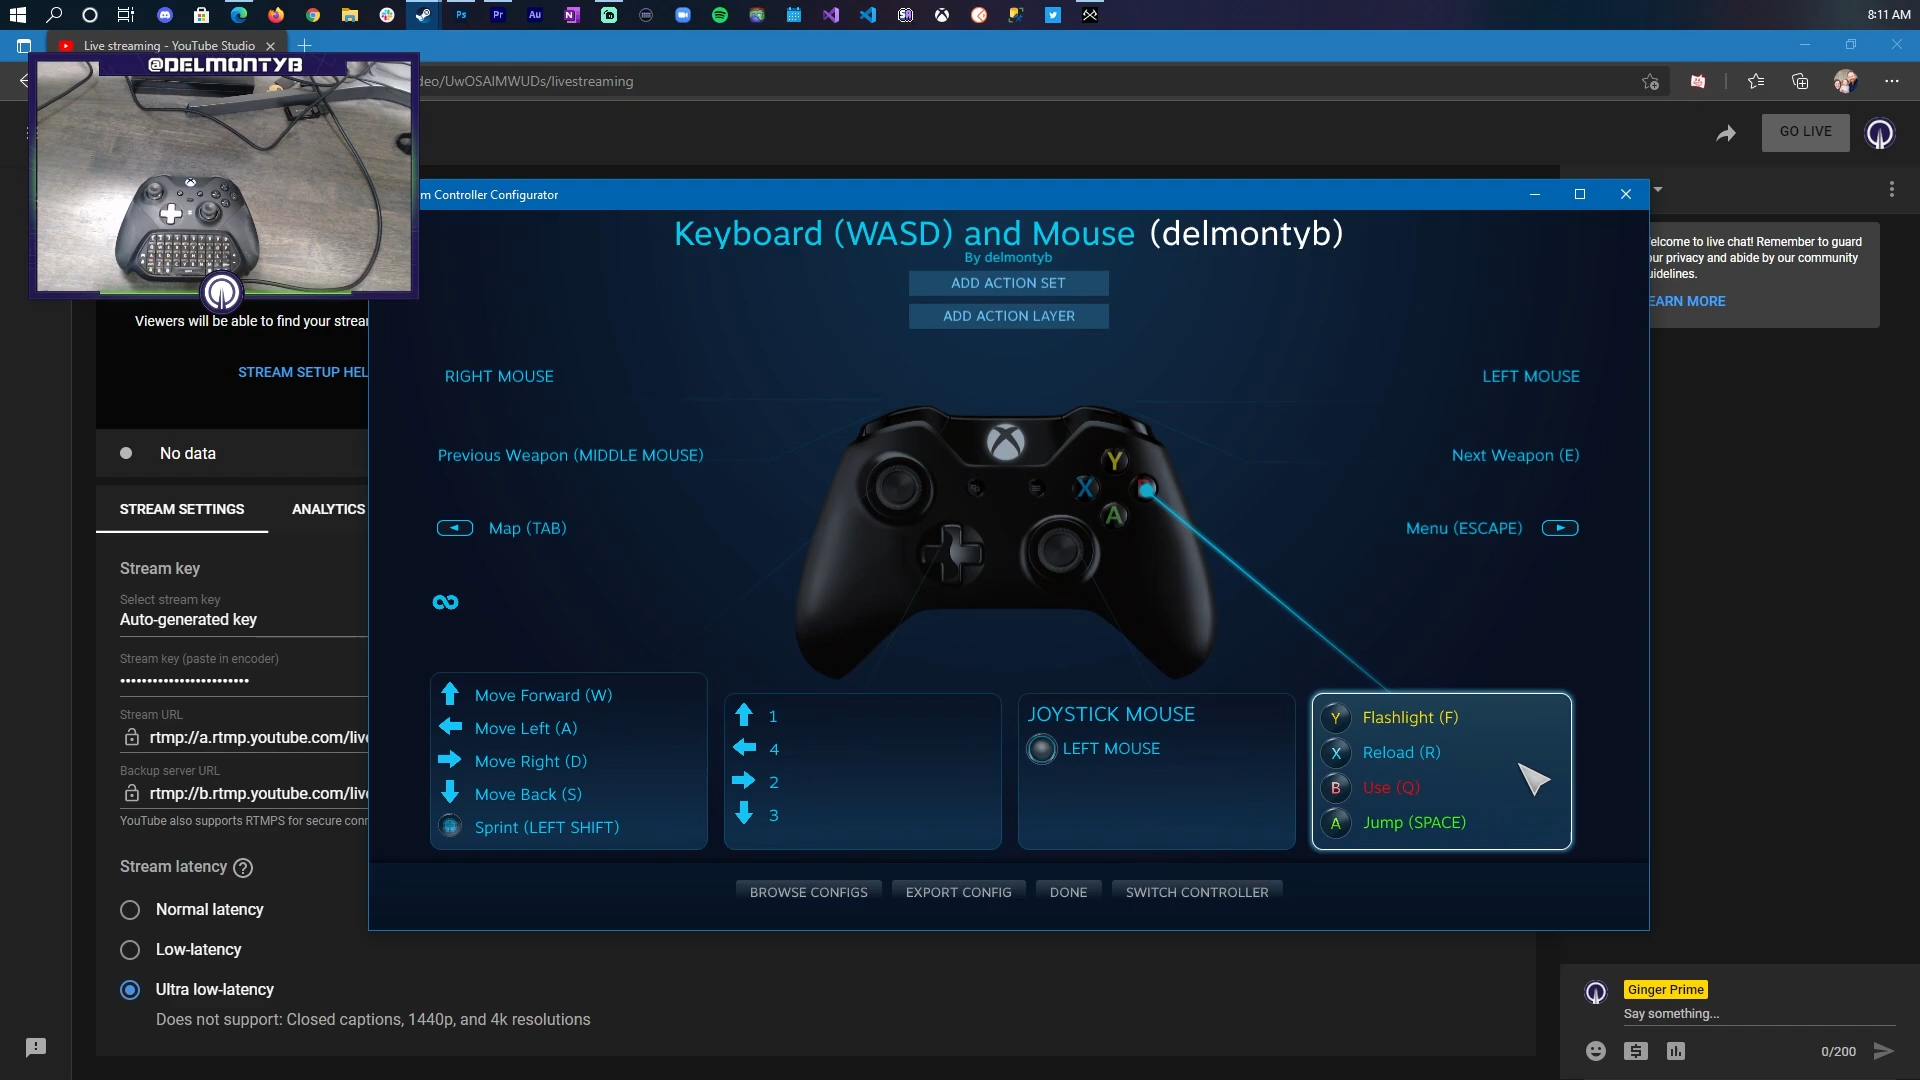 8:11 AM
Live streaming - YouTube Studio
@DELMONTYB
deo/UwOSAlMWUDs/livestreaming
GO LIVE
m Controller Configurator
Keyboard (WASD) and Mouse (delmontyb)
By delmontyb
ADD ACTION SET
ADD ACTION LAYER
elcome to live chat! Remember to guard
ur privacy and abide by our community
idelines.
EARN MORE
Viewers will be able to find your strea
STREAM SETUP HEL
RIGHT MOUSE
LEFT MOUSE
Previous Weapon (MIDDLE MOUSE)
Next Weapon (E)
Map (TAB)
Menu (ESCAPE)
Y
X
A
No data
STREAM SETTINGS
ANALYTICS
Stream key
Select stream key
Auto-generated key
Stream key (paste in encoder)
Stream URL
rtmp://a.rtmp.youtube.com/live
Backup server URL
rtmp://b.rtmp.youtube.com/live
YouTube also supports RTMPS for secure conn
Stream latency
Normal latency
Low-latency
Ultra low-latency
Does not support: Closed captions, 1440p, and 4k resolutions
Move Forward (W)
Move Left (A)
Move Right (D)
Move Back (S)
Sprint (LEFT SHIFT)
1
4
2
3
JOYSTICK MOUSE
LEFT MOUSE
Y Flashlight (F)
X Reload (R)
B Use (Q)
A Jump (SPACE)
BROWSE CONFIGS
EXPORT CONFIG
DONE
SWITCH CONTROLLER
Ginger Prime
Say something...
0/200